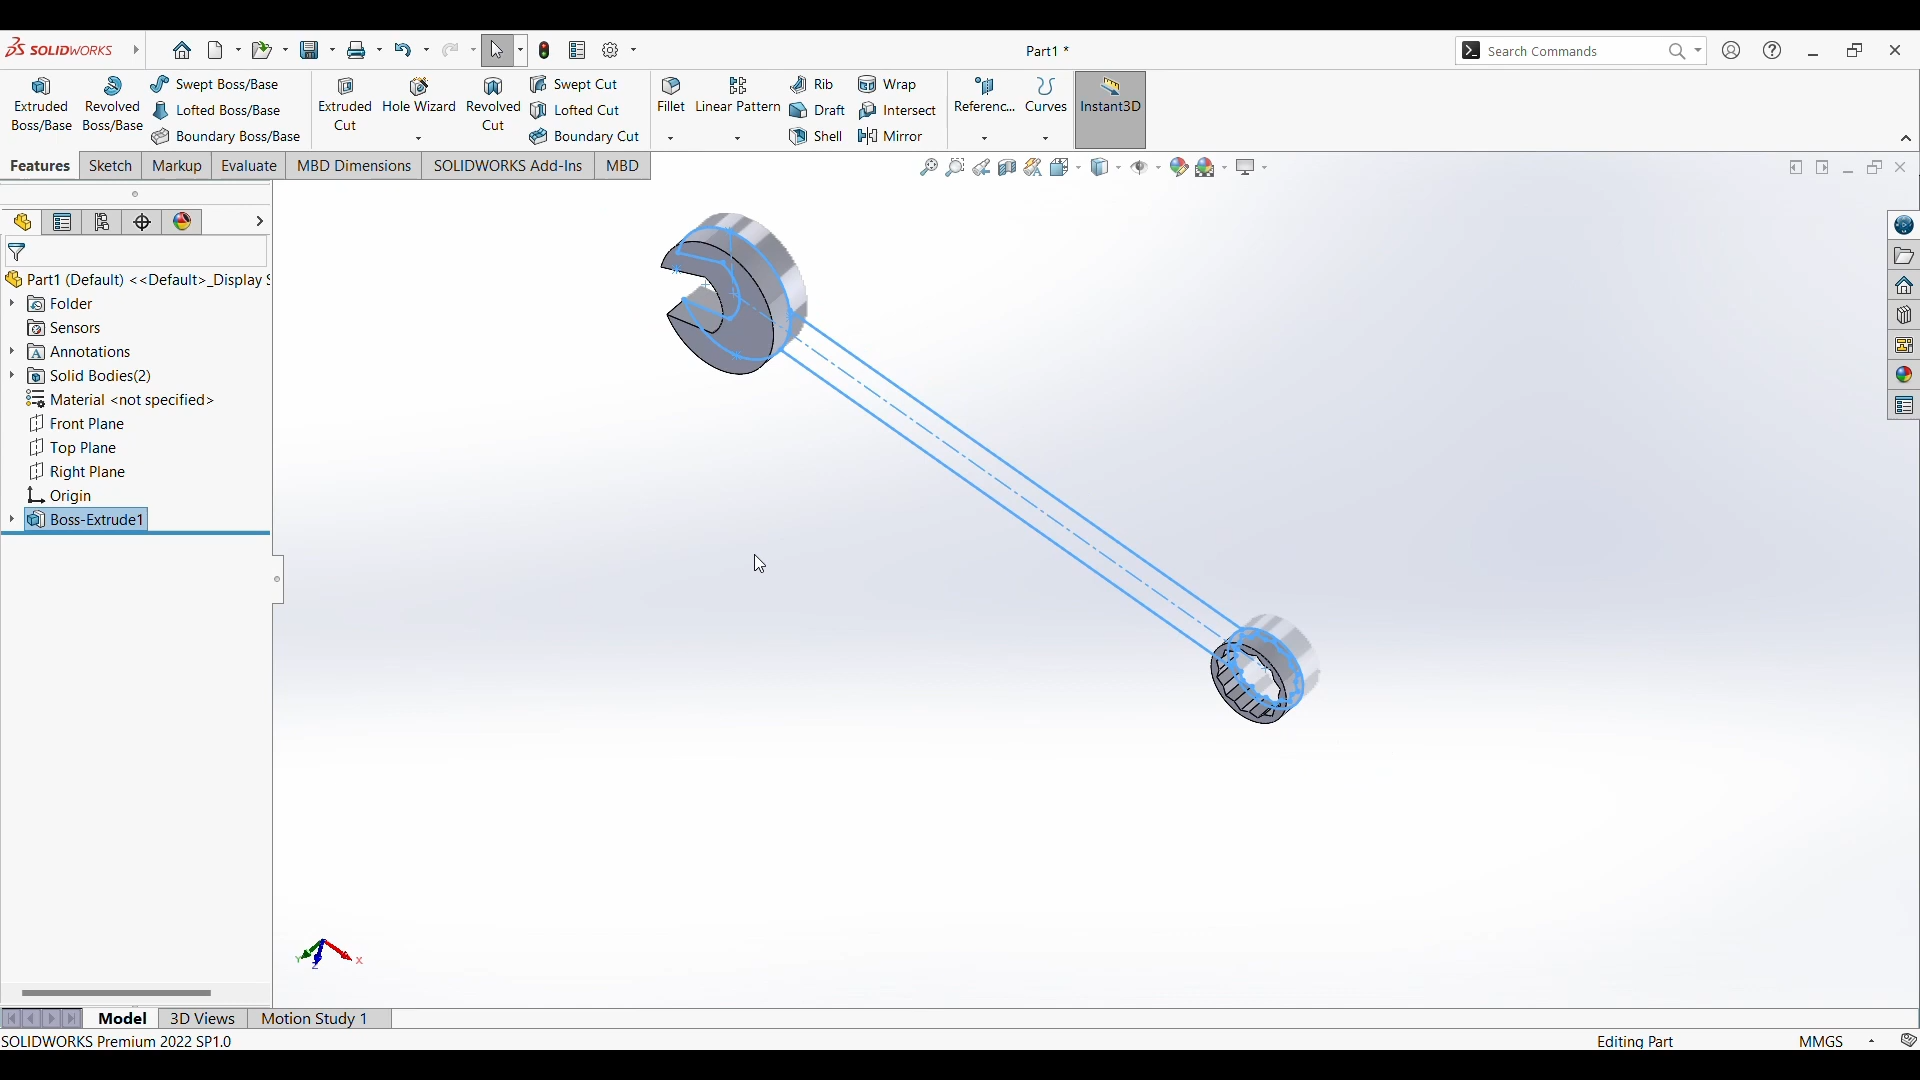 SOLIDWORKS
Part1 *
Search Commands
Extruded Boss/Base
Revolved Boss/Base
Swept Boss/Base
Lofted Boss/Base
Boundary Boss/Base
Extruded Cut
Hole Wizard
Revolved Cut
Swept Cut
Lofted Cut
Boundary Cut
Fillet
Linear Pattern
Rib
Draft
Shell
Wrap
Intersect
Mirror
Referenc...
Curves
Instant3D
Features
Sketch
Markup
Evaluate
MBD Dimensions
SOLIDWORKS Add-Ins
MBD
Part1 (Default) <<Default>_Display S
Folder
Sensors
Annotations
Solid Bodies(2)
Material <not specified>
Front Plane
Top Plane
Right Plane
Origin
Boss-Extrude1
Y
Z
X
Model
3D Views
Motion Study 1
SOLIDWORKS Premium 2022 SP1.0
Editing Part
MMGS